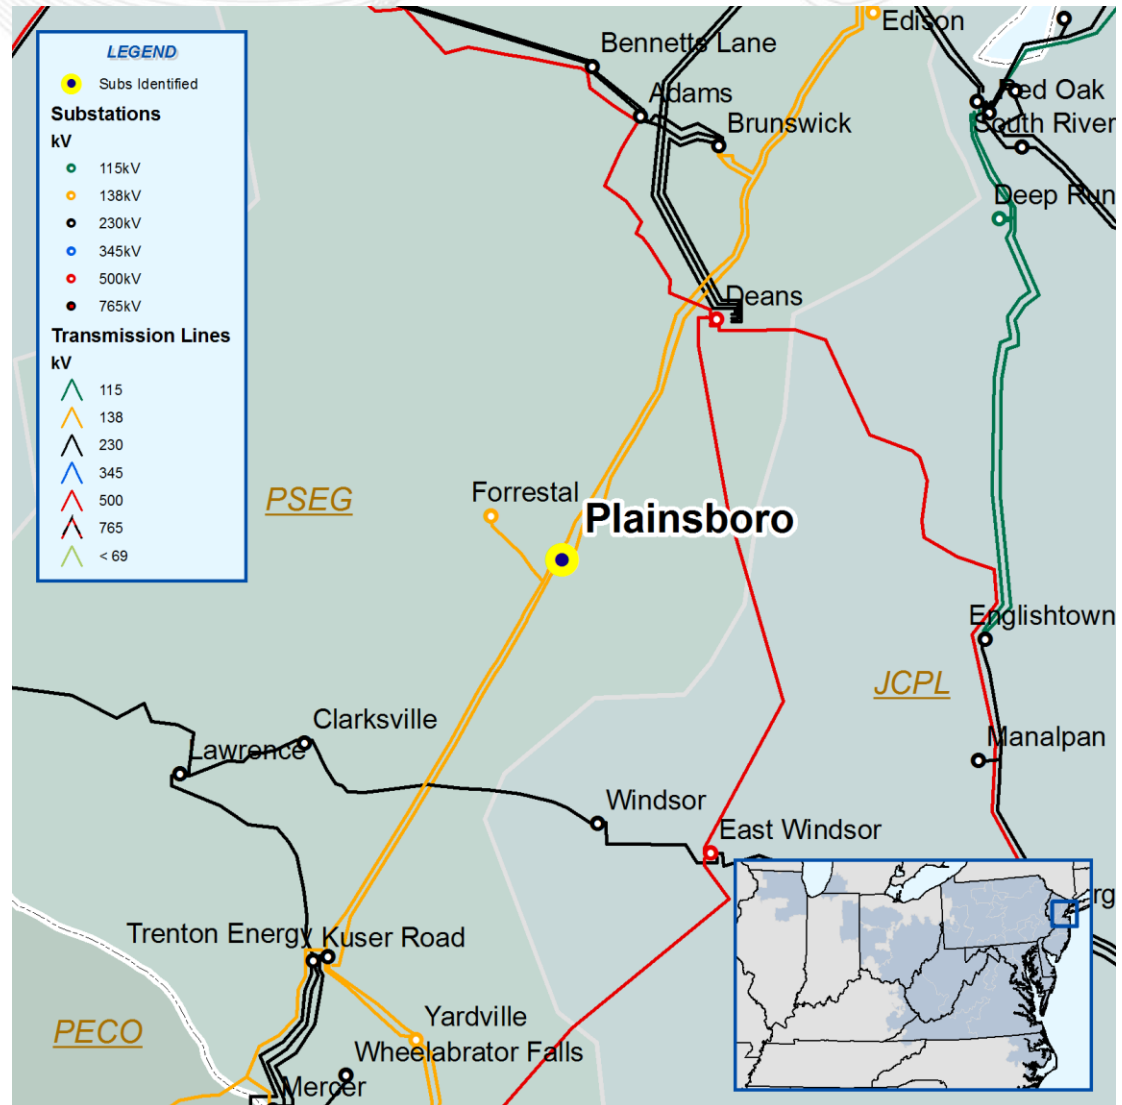 LEGEND
Subs Identified
Substations
kV
115kV
138kV
230kV
345kV
500kV
765kV
Transmission Lines
kV
115
138
230
345
500
765
< 69
Edison
Bennetts Lane
Adams
Red Oak
Brunswick
South River
Deep Run
Deans
Forrestal
PSEG
Plainsboro
Englishtown
JCPL
Clarksville
Manalpan
Lawrence
Windsor
East Windsor
rg
Trenton Energy
Kuser Road
Yardville
PECO
Wheelabrator Falls
Mercer